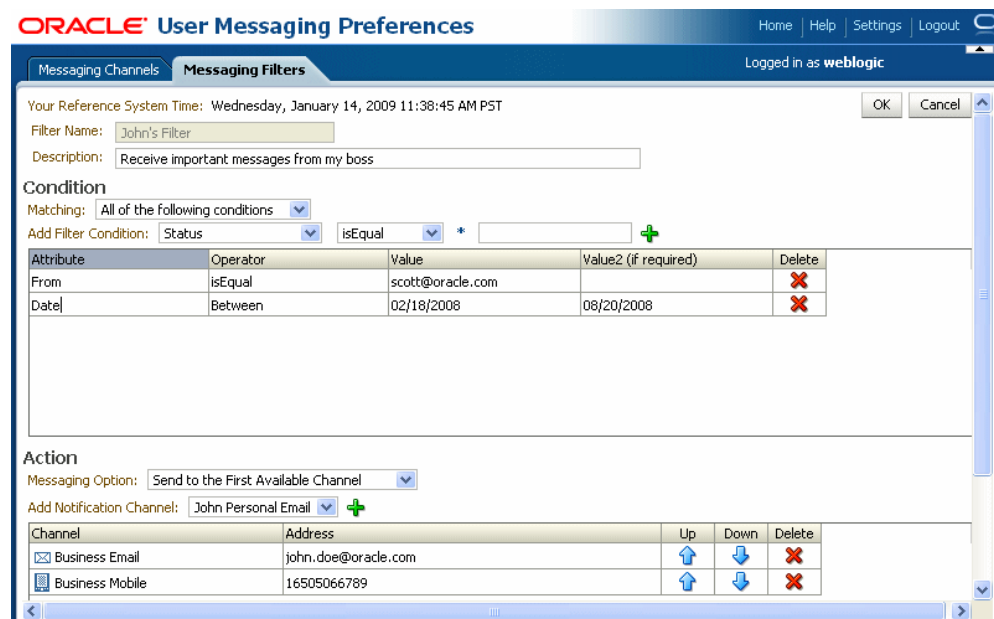 ORACLE User Messaging Preferences Home Help Settings Logout
Messaging Channels Messaging Filters Logged in as weblogic
Your Reference System Time: Wednesday, January 14, 2009 11:38:45 AM PST OK Cancel
Filter Name: John's Filter
Description: Receive important messages from my boss
Condition
Matching: All of the following conditions
Add Filter Condition: Status isEqual *
Attribute Operator Value Value2 (if required) Delete
From isEqual scott@oracle.com
Date Between 02/18/2008 08/20/2008
Action
Messaging Option: Send to the First Available Channel
Add Notification Channel: John Personal Email
Channel Address Up Down Delete
Business Email john.doe@oracle.com
Business Mobile 16505066789